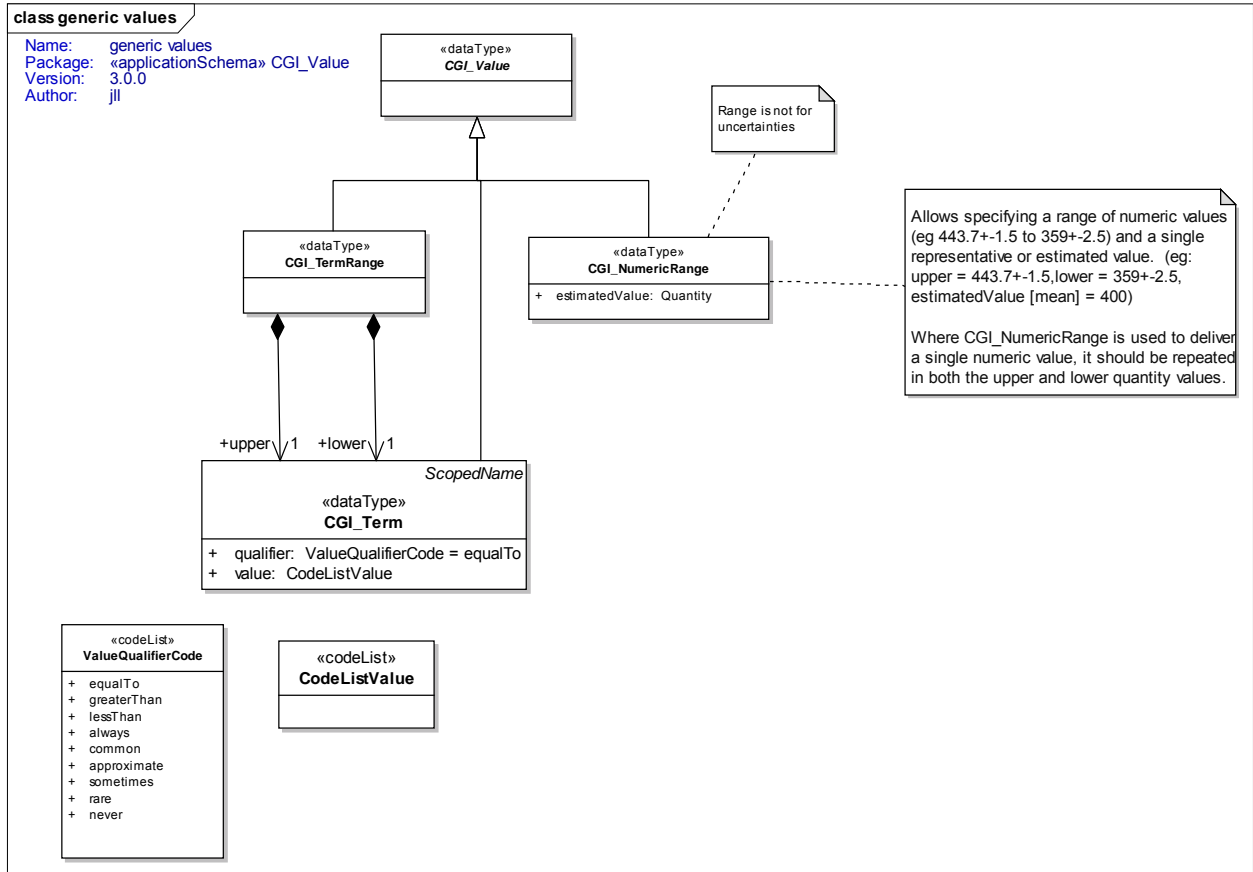 class generic values
Name: generic values
Package: «applicationSchema» CGI_Value
Version: 3.0.0
Author: jll
«dataType»
CGI_Value
Range is not for
uncertainties
Allows specifying a range of numeric values
(eg 443.7+-1.5 to 359+-2.5) and a single
representative or estimated value. (eg:
upper = 443.7+-1.5,lower = 359+-2.5,
estimatedValue [mean] = 400)
Where CGI_NumericRange is used to deliver
a single numeric value, it should be repeated
in both the upper and lower quantity values.
«dataType»
CGI_TermRange
«dataType»
CGI_NumericRange
+ estimatedValue: Quantity
+upper 1
+lower 1
ScopedName
«dataType»
CGI_Term
+ qualifier: ValueQualifierCode = equalTo
+ value: CodeListValue
«codeList»
ValueQualifierCode
+ equalTo
+ greaterThan
+ lessThan
+ always
+ common
+ approximate
+ sometimes
+ rare
+ never
«codeList»
CodeListValue